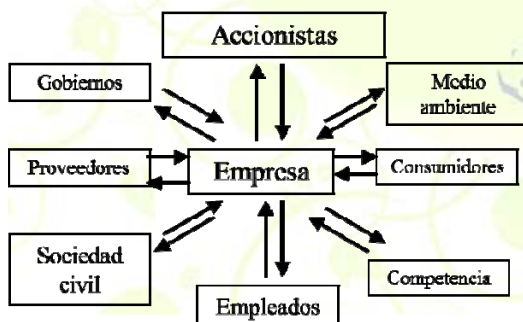 Accionistas
Gobiernos
Medio
ambiente
Proveedores
Empresa
Consumidores
Sociedad
civil
Empleados
Competencia